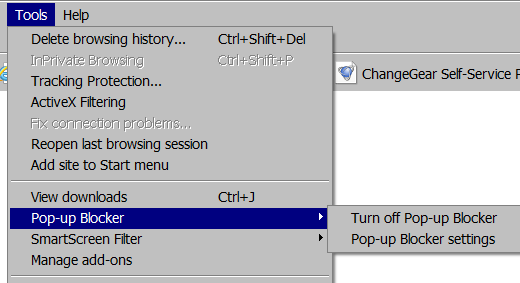 Tools Help
Delete browsing history... Ctrl+Shift+Del
InPrivate Browsing Ctrl+Shift+P
Tracking Protection...
ActiveX Filtering
Fix connection problems...
Reopen last browsing session
Add site to Start menu
ChangeGear Self-Service
View downloads Ctrl+J
Pop-up Blocker
Turn off Pop-up Blocker
SmartScreen Filter
Pop-up Blocker settings
Manage add-ons